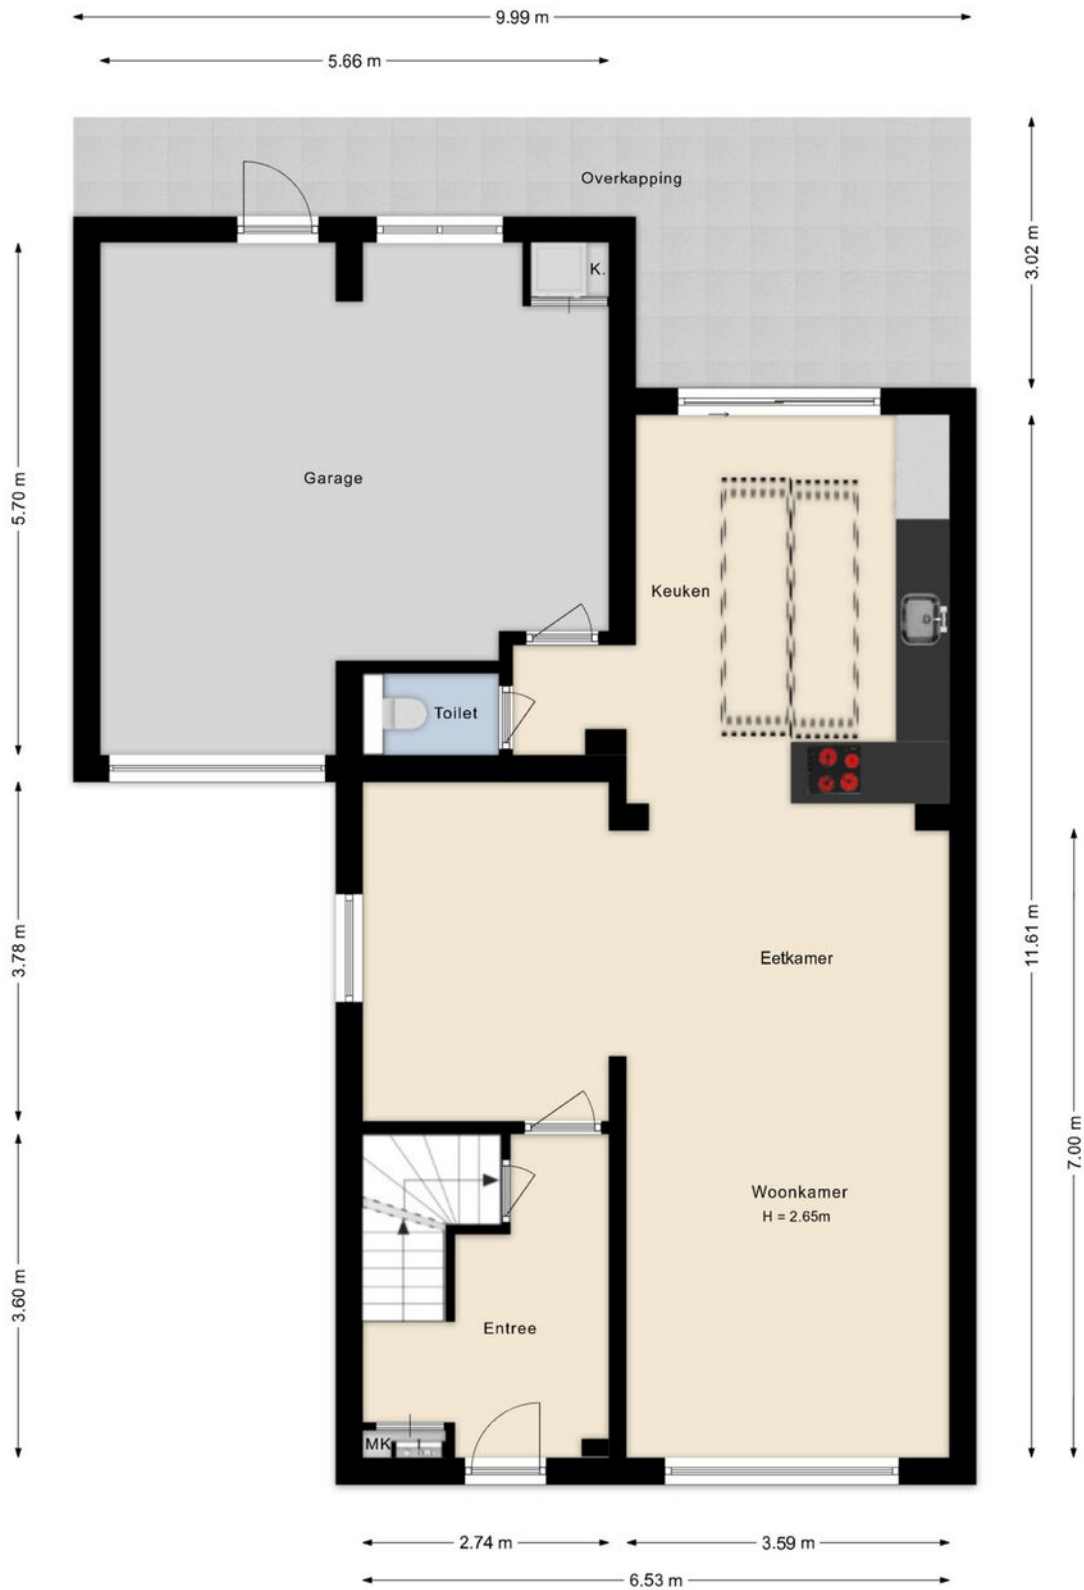 9.99 m
5.66 m
Overkapping
3.02 m
K.
Garage
5.70 m
Keuken
Toilet
3.78 m
11.61 m
Eetkamer
7.00 m
Woonkamer
H = 2.65m
3.60 m
Entree
MK
2.74 m
3.59 m
6.53 m